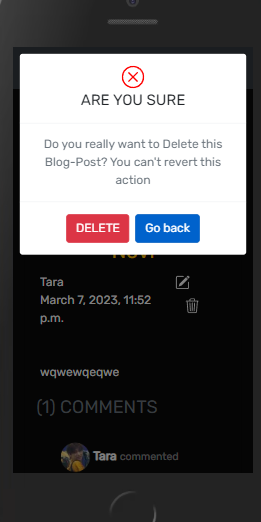 ARE YOU SURE
Do you really want to Delete this
Blog-Post? You can't revert this
action
DELETE Go back
Tara
March 7, 2023, 11:52
p.m.
wqwewqeqwe
(1) COMMENTS
Tara commented